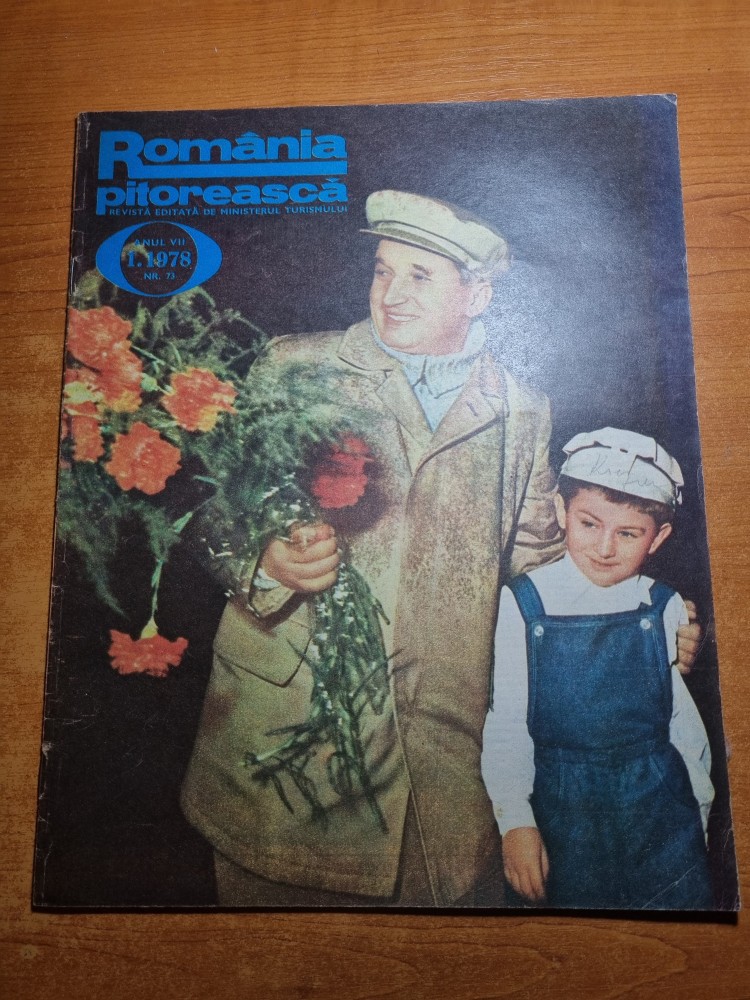 România
pitorească
REVISTĂ EDITATĂ DE MINISTERUL TURISMULUI
ANUL VII
1.1978
NR. 73